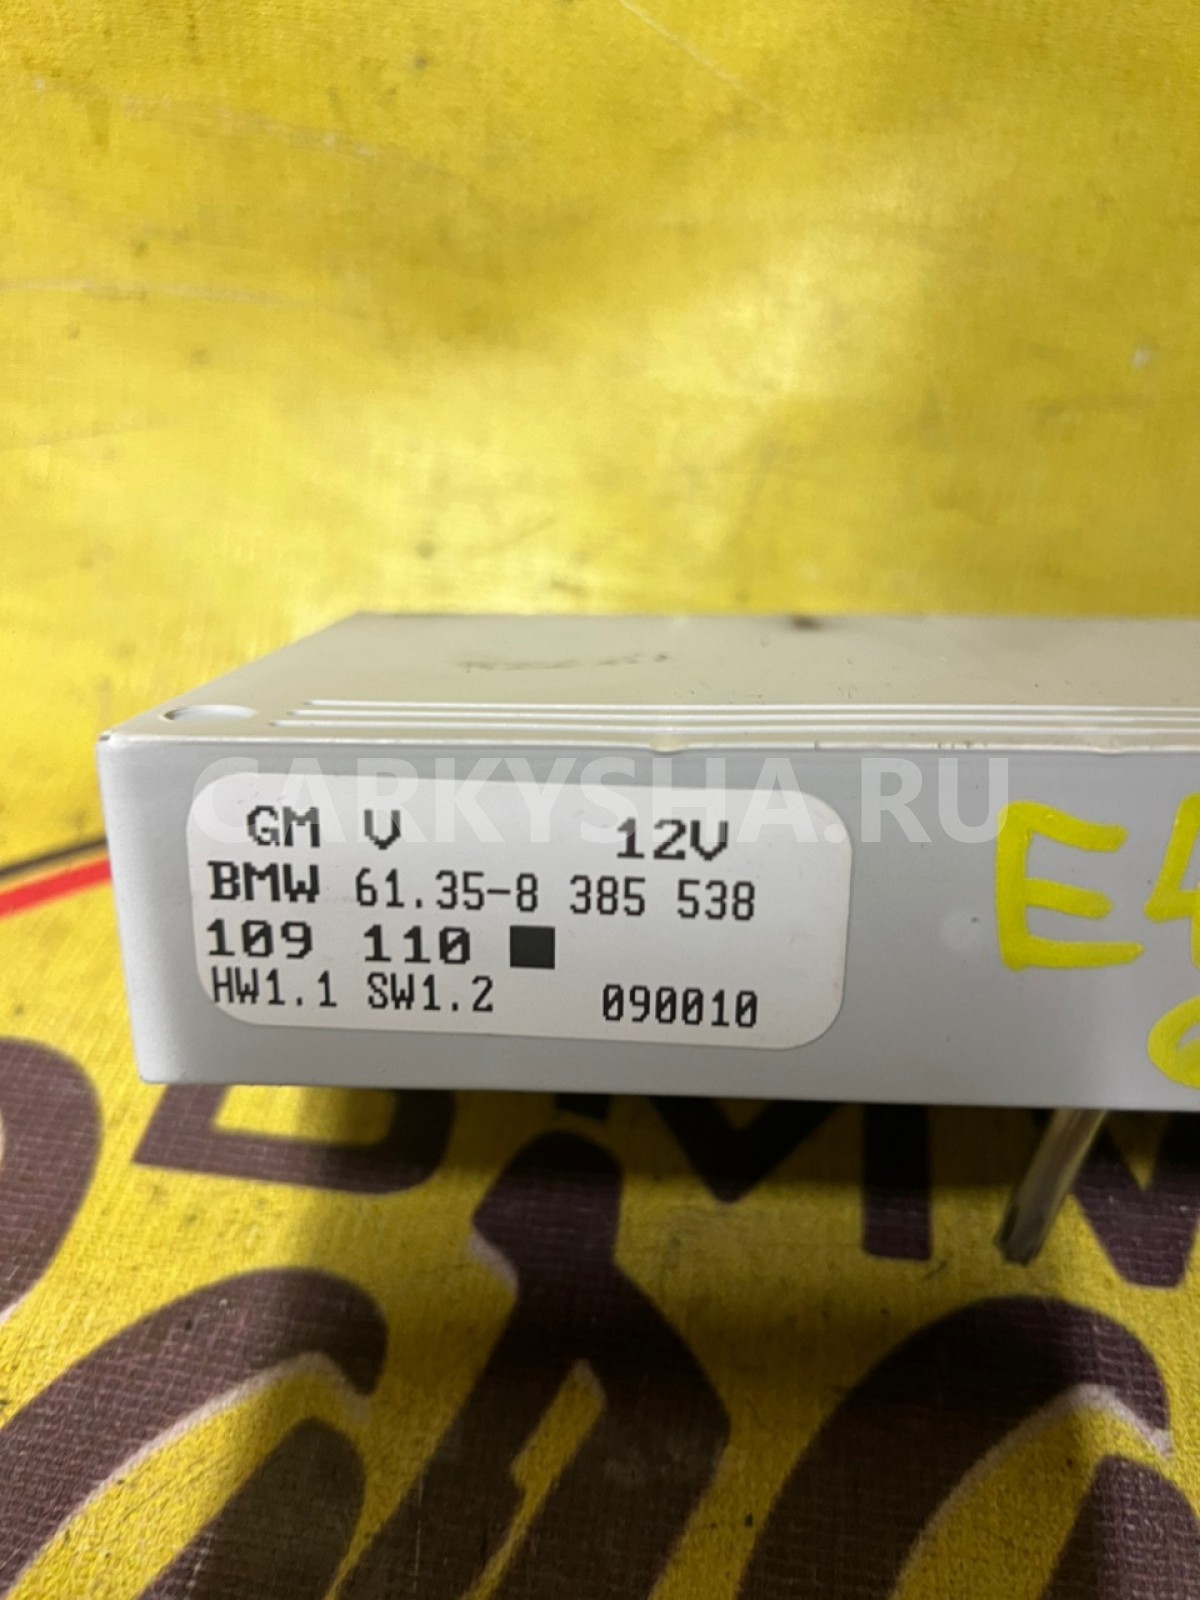 CARKYSHA.RU
GM V 12V
BMW 61.35-8 385 538
109 110
HW1.1 SW1.2 090010